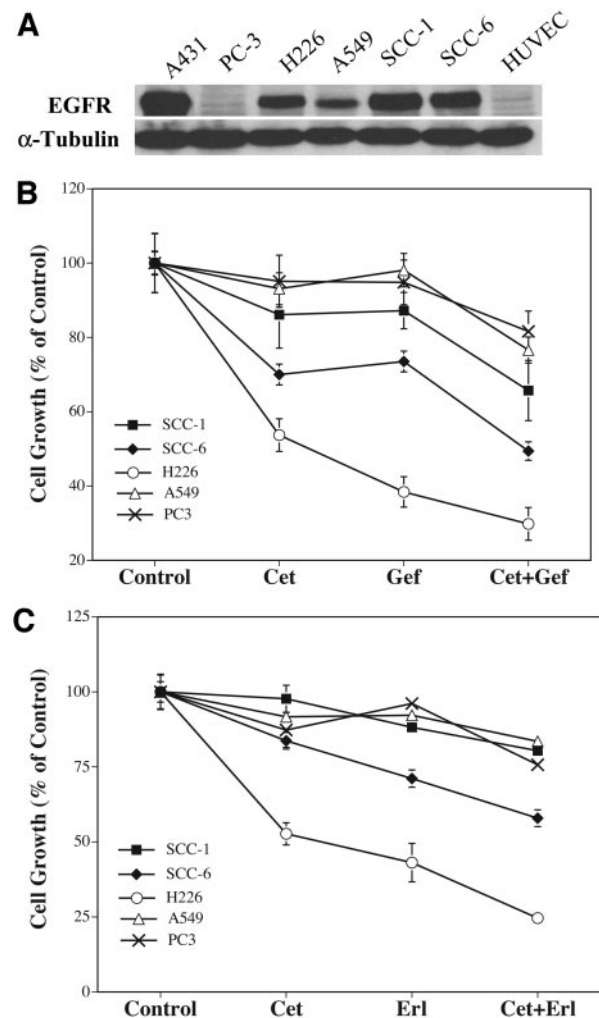 A
A431 PC-3 H226 A549 SCC-1 SCC-6 HUVEC
EGFR
α-Tubulin
B
Cell Growth (% of Control)
120
100
80
60
40
20
SCC-1
SCC-6
H226
A549
PC3
Control Cet Gef Cet+Gef
C
Cell Growth (% of Control)
125
100
75
50
25
0
SCC-1
SCC-6
H226
A549
PC3
Control Cet Erl Cet+Erl